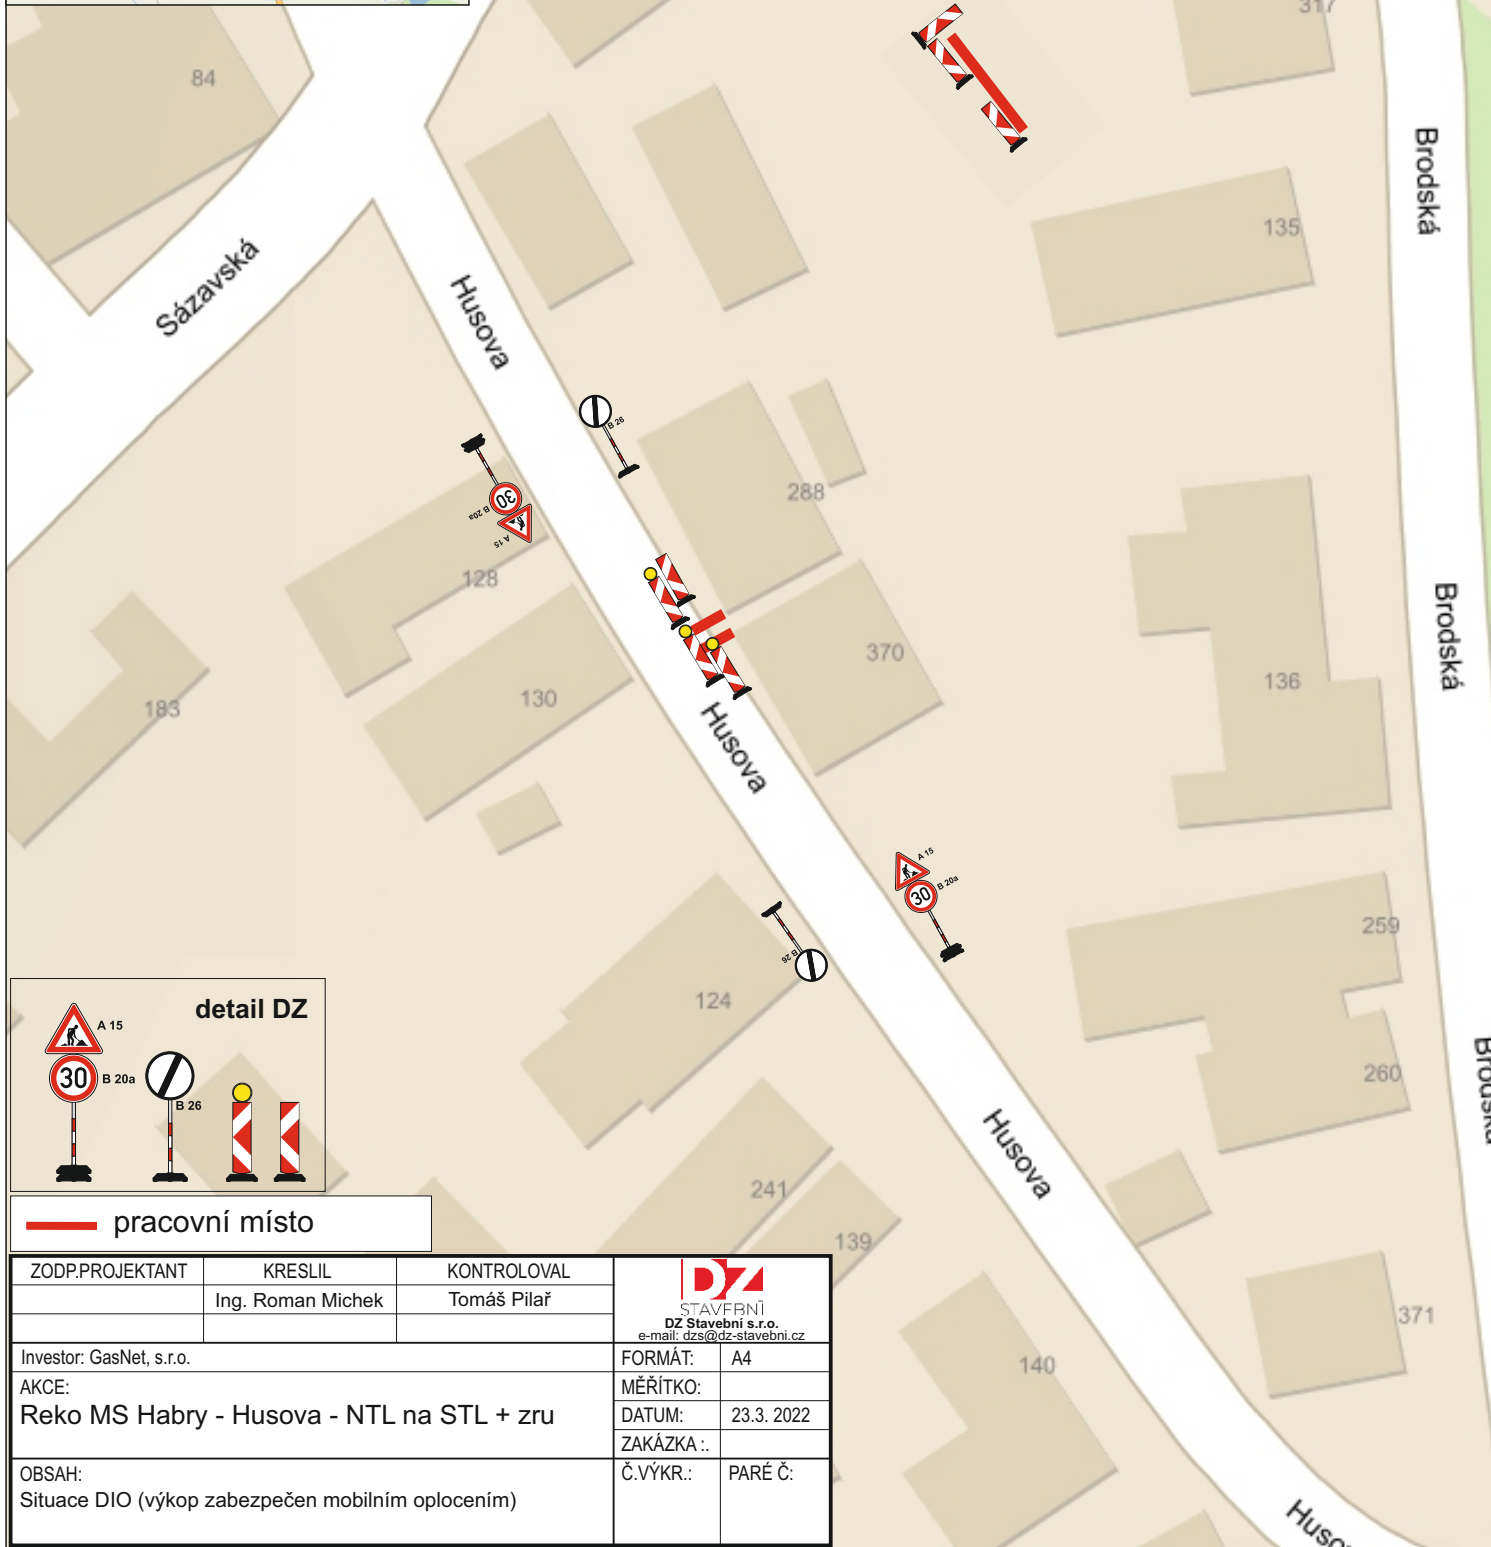 317
84
Brodská
135
Sázavská
Husova
B 26
288
B 20a
A 15
128
Brodská
370
136
183
130
Husova
A 15
B 20a
259
B 26
124
detail DZ
A 15
30
B 20a
B 26
260
Husova
241
139
pracovní místo
371
140
ZODP.PROJEKTANT KRESLIL KONTROLOVAL
Ing. Roman Michek Tomáš Pilař
DZ
STAVEBNÍ
DZ Stavební s.r.o.
e-mail: dzs@dz-stavebni.cz
Investor: GasNet, s.r.o.
FORMÁT: A4
AKCE:
MĚŘÍTKO:
Reko MS Habry - Husova - NTL na STL + zru
DATUM: 23.3. 2022
ZAKÁZKA :.
OBSAH:
Č.VÝKR.: PARÉ Č:
Situace DIO (výkop zabezpečen mobilním oplocením)
30
30